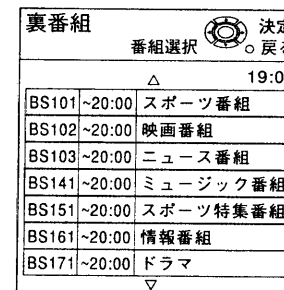 裏番組
決定
番組選択
戻る
△ 19:0
BS101 ~20:00 スポーツ番組
BS102 ~20:00 映画番組
BS103 ~20:00 ニュース番組
BS141 ~20:00 ミュージック番組
BS151 ~20:00 スポーツ特集番組
BS161 ~20:00 情報番組
BS171 ~20:00 ドラマ
▽